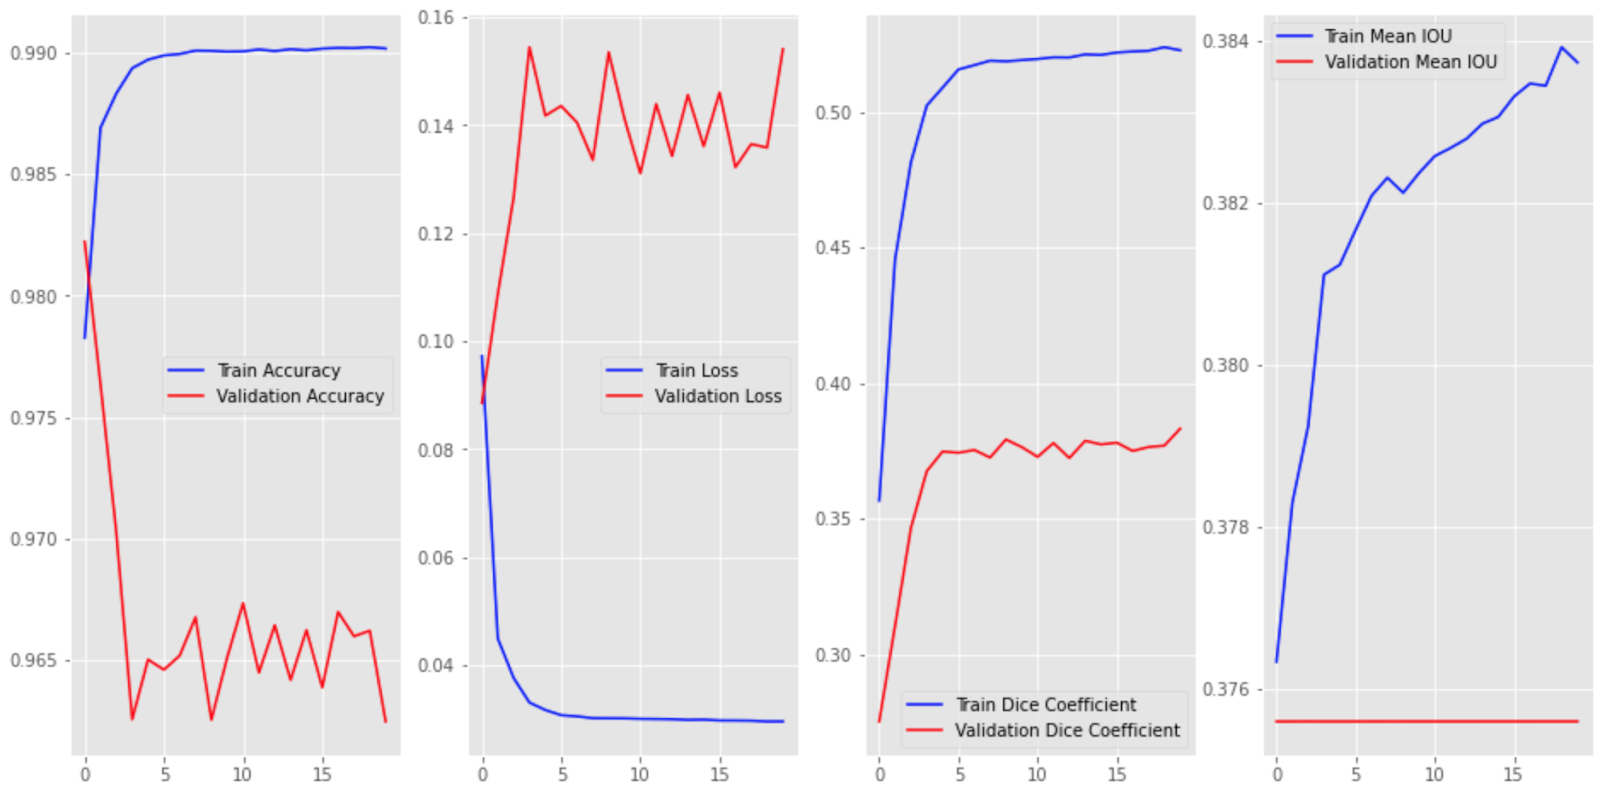 0.990
0.985
0.980
0.975
0.970
0.965
0 5 10 15
Train Accuracy
Validation Accuracy
0.16
0.14
0.12
0.10
0.08
0.06
0.04
0 5 10 15
Train Loss
Validation Loss
0.50
0.45
0.40
0.35
0.30
0 5 10 15
Train Dice Coefficient
Validation Dice Coefficient
0.384
0.382
0.380
0.378
0.376
0 5 10 15
Train Mean IOU
Validation Mean IOU